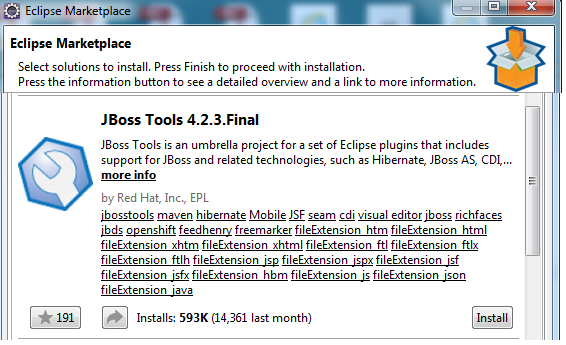 Eclipse Marketplace
Eclipse Marketplace
Select solutions to install. Press Finish to proceed with installation.
Press the information button to see a detailed overview and a link to more information.
JBoss Tools 4.2.3.Final
JBoss Tools is an umbrella project for a set of Eclipse plugins that includes
support for JBoss and related technologies, such as Hibernate, JBoss AS, CDI,...
more info
by Red Hat, Inc., EPL
jbosstools maven hibernate Mobile JSF seam cdi visual editor jboss richfaces
jbds openshift feedhenry freemarker fileExtension_htm fileExtension_html
fileExtension_xhtm fileExtension_xhtml fileExtension_ftl fileExtension_ftlx
fileExtension_ftlh fileExtension_jsp fileExtension_jspx fileExtension_jsf
fileExtension_jsfx fileExtension_hbm fileExtension_js fileExtension_json
fileExtension_java
191
Installs: 593K (14,361 last month)
Install